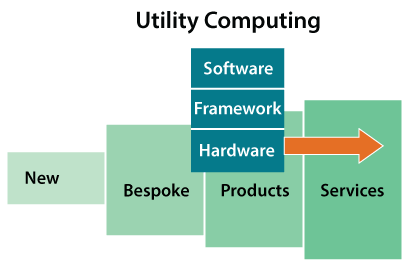 Utility Computing
Software
Framework
Hardware
New
Bespoke
Products
Services